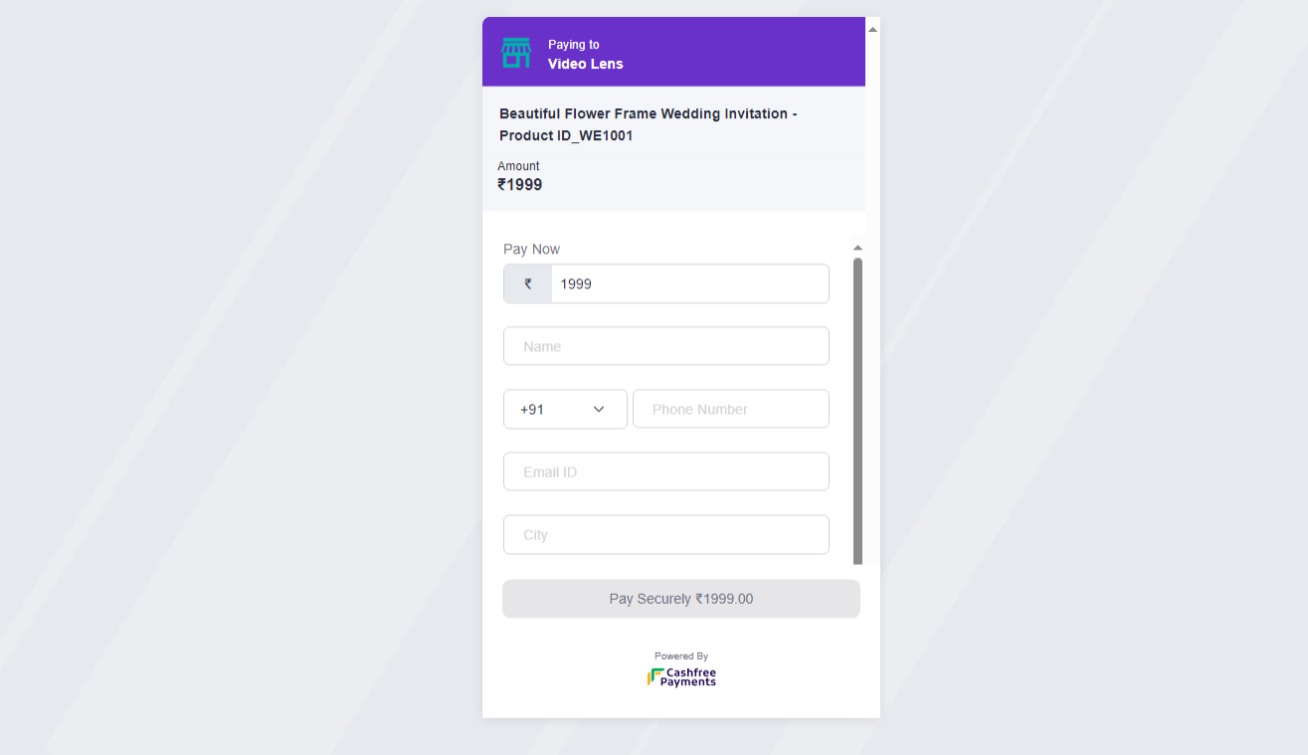 Paying to
Video Lens
Beautiful Flower Frame Wedding Invitation -
Product ID_WE1001
Amount
₹1999
Pay Now
₹ 1999
Name
+91 Phone Number
Email ID
City
Pay Securely ₹1999.00
Powered By
Cashfree
Payments